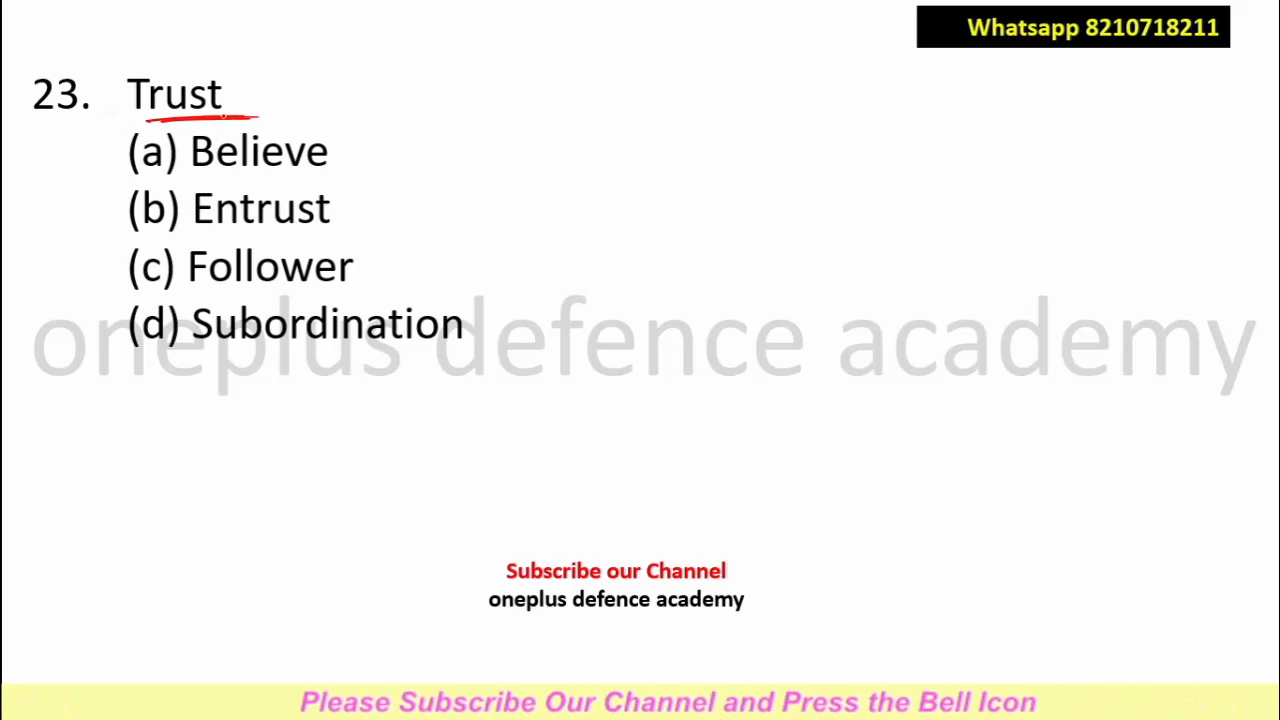 Whatsapp 8210718211
23. Trust
(a) Believe
(b) Entrust
(c) Follower
(d) Subordination
oneplus defence academy
Subscribe our Channel
oneplus defence academy
Please Subscribe Our Channel and Press the Bell Icon